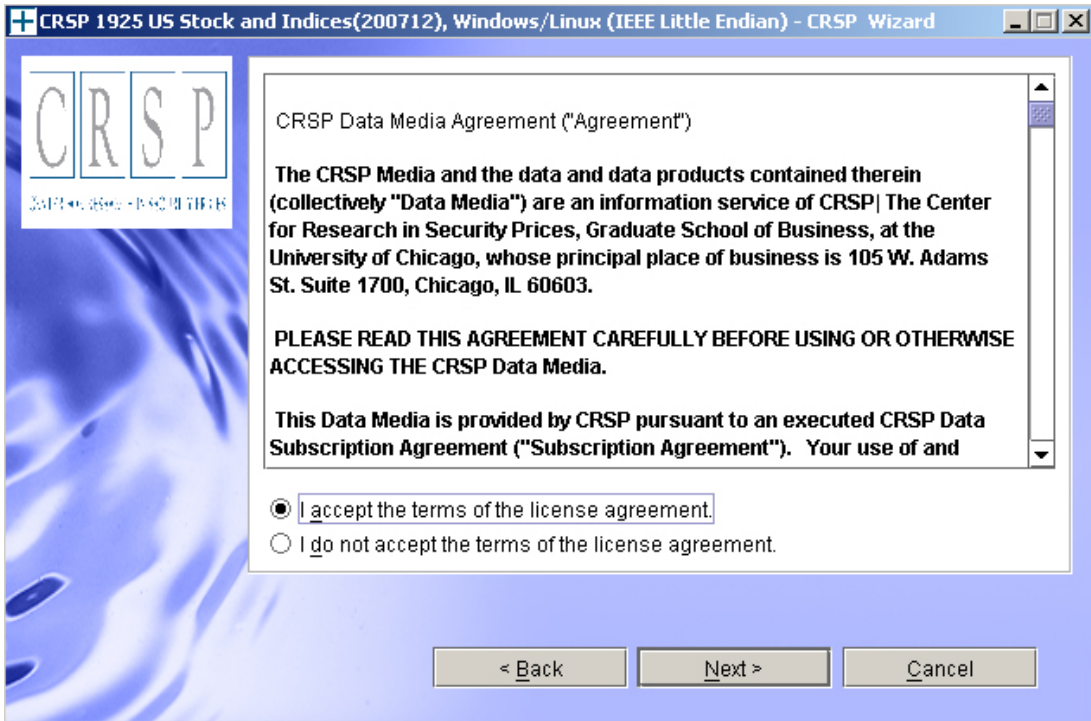 CRSP 1925 US Stock and Indices(200712), Windows/Linux (IEEE Little Endian) - CRSP Wizard
CRSP
CRSP Data Media Agreement ("Agreement")
The CRSP Media and the data and data products contained therein
(collectively "Data Media") are an information service of CRSP| The Center
for Research in Security Prices, Graduate School of Business, at the
University of Chicago, whose principal place of business is 105 W. Adams
St. Suite 1700, Chicago, IL 60603.
PLEASE READ THIS AGREEMENT CAREFULLY BEFORE USING OR OTHERWISE
ACCESSING THE CRSP Data Media.
This Data Media is provided by CRSP pursuant to an executed CRSP Data
Subscription Agreement ("Subscription Agreement").  Your use of and
I accept the terms of the license agreement.
I do not accept the terms of the license agreement.
< Back
Next >
Cancel